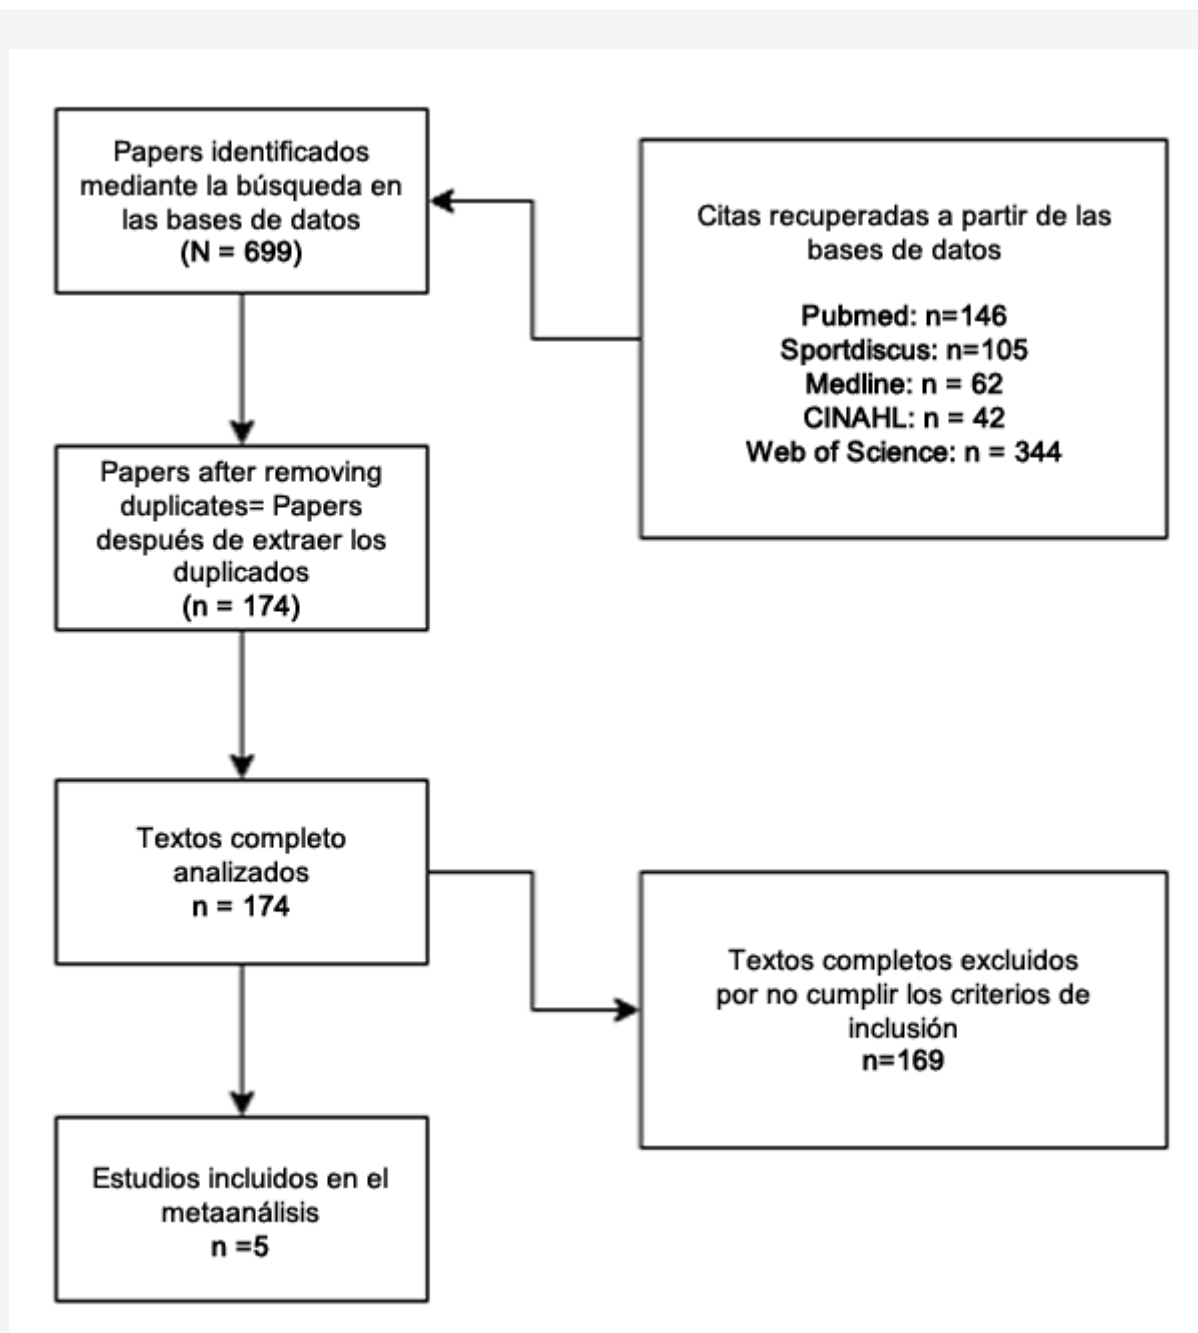 Papers identificados
mediante la búsqueda en
las bases de datos
(N = 699)
Citas recuperadas a partir de las
bases de datos
Pubmed: n=146
Sportdiscus: n=105
Medline: n = 62
CINAHL: n = 42
Web of Science: n = 344
Papers after removing
duplicates= Papers
después de extraer los
duplicados
(n = 174)
Textos completo
analizados
n = 174
Textos completos excluidos
por no cumplir los criterios de
inclusión
n=169
Estudios incluidos en el
metaanálisis
n =5